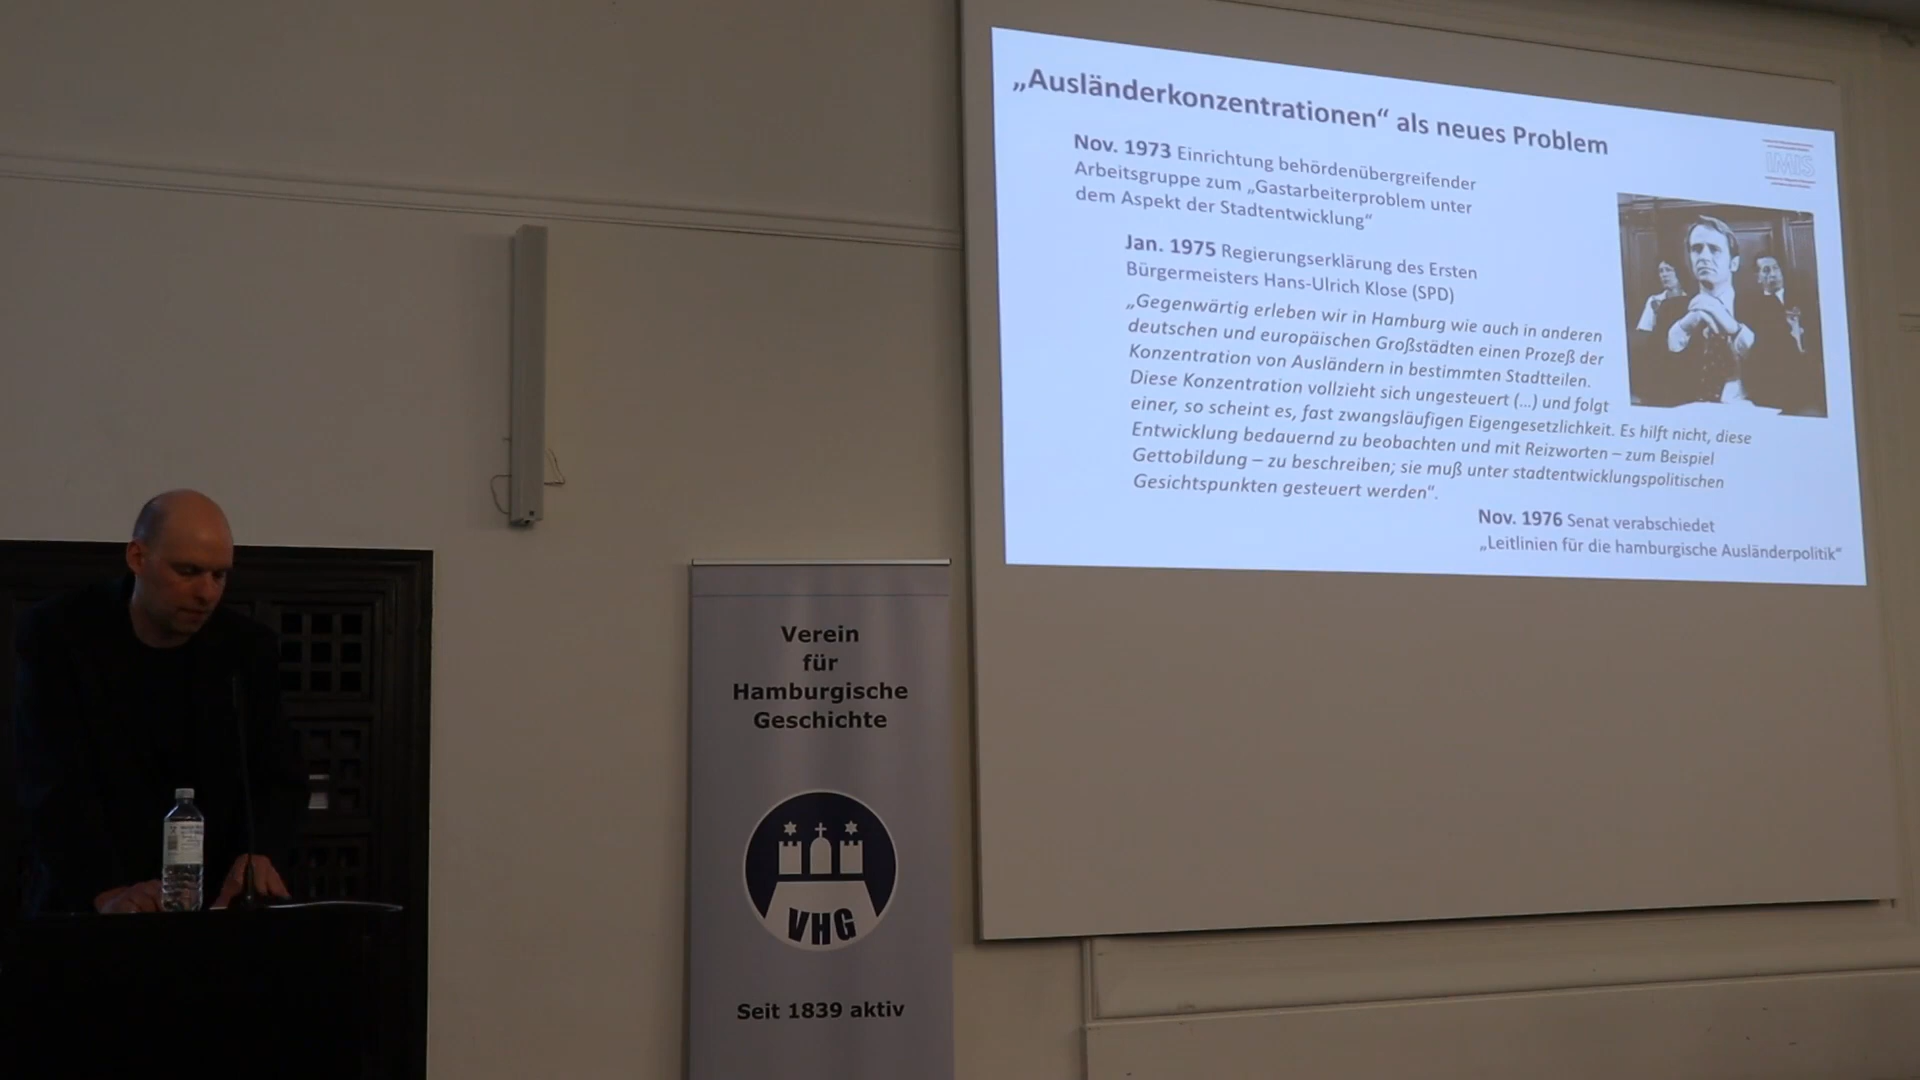 „Ausländerkonzentrationen“ als neues Problem
IMIS
Nov. 1973 Einrichtung behördenübergreifender
Arbeitsgruppe zum „Gastarbeiterproblem unter
dem Aspekt der Stadtentwicklung“
Jan. 1975 Regierungserklärung des Ersten
Bürgermeisters Hans-Ulrich Klose (SPD)
„Gegenwärtig erleben wir in Hamburg wie auch in anderen
deutschen und europäischen Großstädten einen Prozeß der
Konzentration von Ausländern in bestimmten Stadtteilen.
Diese Konzentration vollzieht sich ungesteuert (...) und folgt
einer, so scheint es, fast zwangsläufigen Eigengesetzlichkeit. Es hilft nicht, diese
Entwicklung bedauernd zu beobachten und mit Reizworten – zum Beispiel
Gettobildung – zu beschreiben; sie muß unter stadtentwicklungspolitischen
Gesichtspunkten gesteuert werden“.
Nov. 1976 Senat verabschiedet
„Leitlinien für die hamburgische Ausländerpolitik“
Verein
für
Hamburgische
Geschichte
VHG
Seit 1839 aktiv